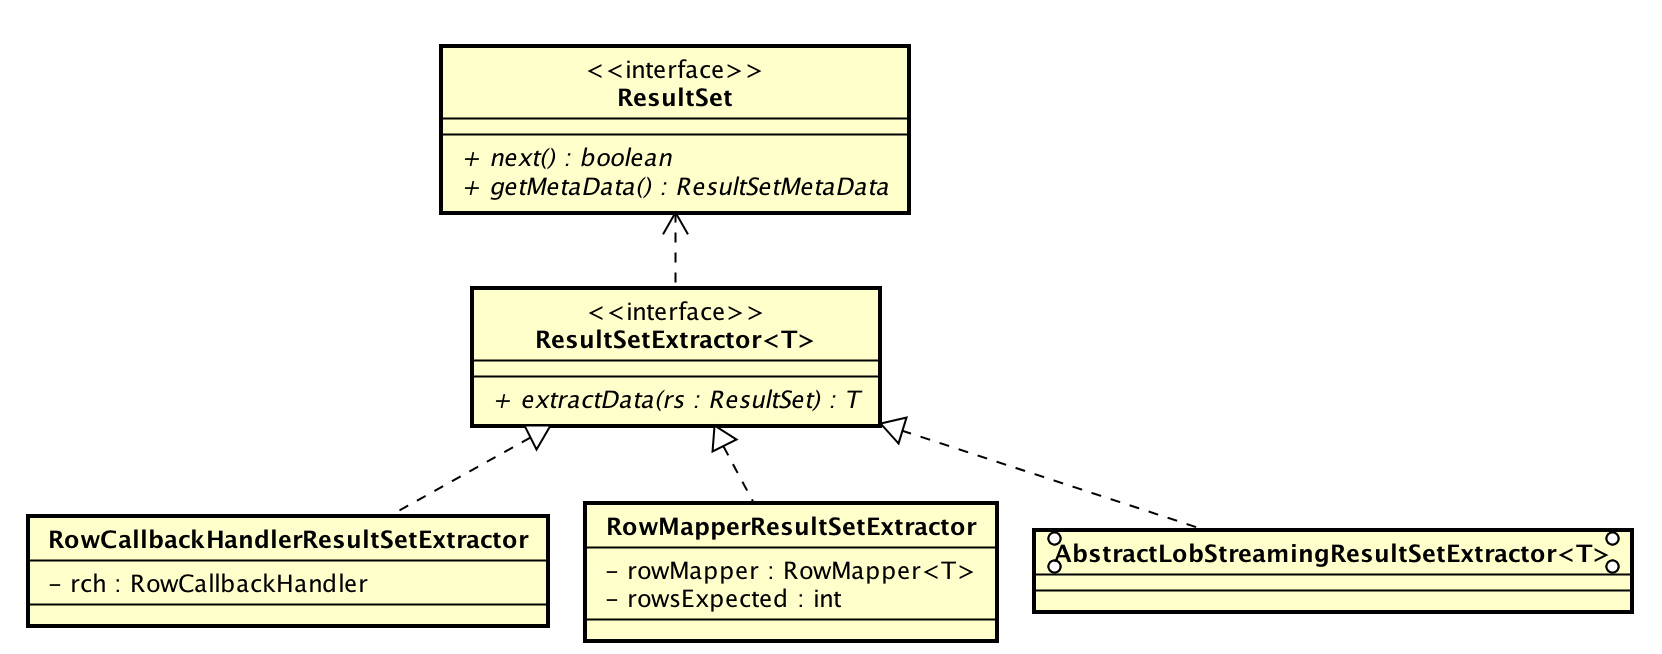 <<interface>>
ResultSet
+ next() : boolean
+ getMetaData() : ResultSetMetaData
<<interface>>
ResultSetExtractor<T>
+ extractData(rs : ResultSet) : T
RowCallbackHandlerResultSetExtractor
- rch : RowCallbackHandler
RowMapperResultSetExtractor
- rowMapper : RowMapper<T>
- rowsExpected : int
AbstractLobStreamingResultSetExtractor<T>